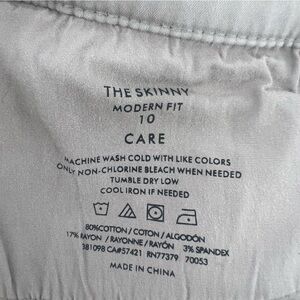 THE SKINNY
MODERN FIT
10
CARE
MACHINE WASH COLD WITH LIKE COLORS
ONLY NON-CHLORINE BLEACH WHEN NEEDED
TUMBLE DRY LOW
COOL IRON IF NEEDED
80%COTTON / COTON / ALGODÓN
17% RAYON / RAYONNE / RAYÓN 3% SPANDEX
381098 CA#57421 RN77379 70053
MADE IN CHINA